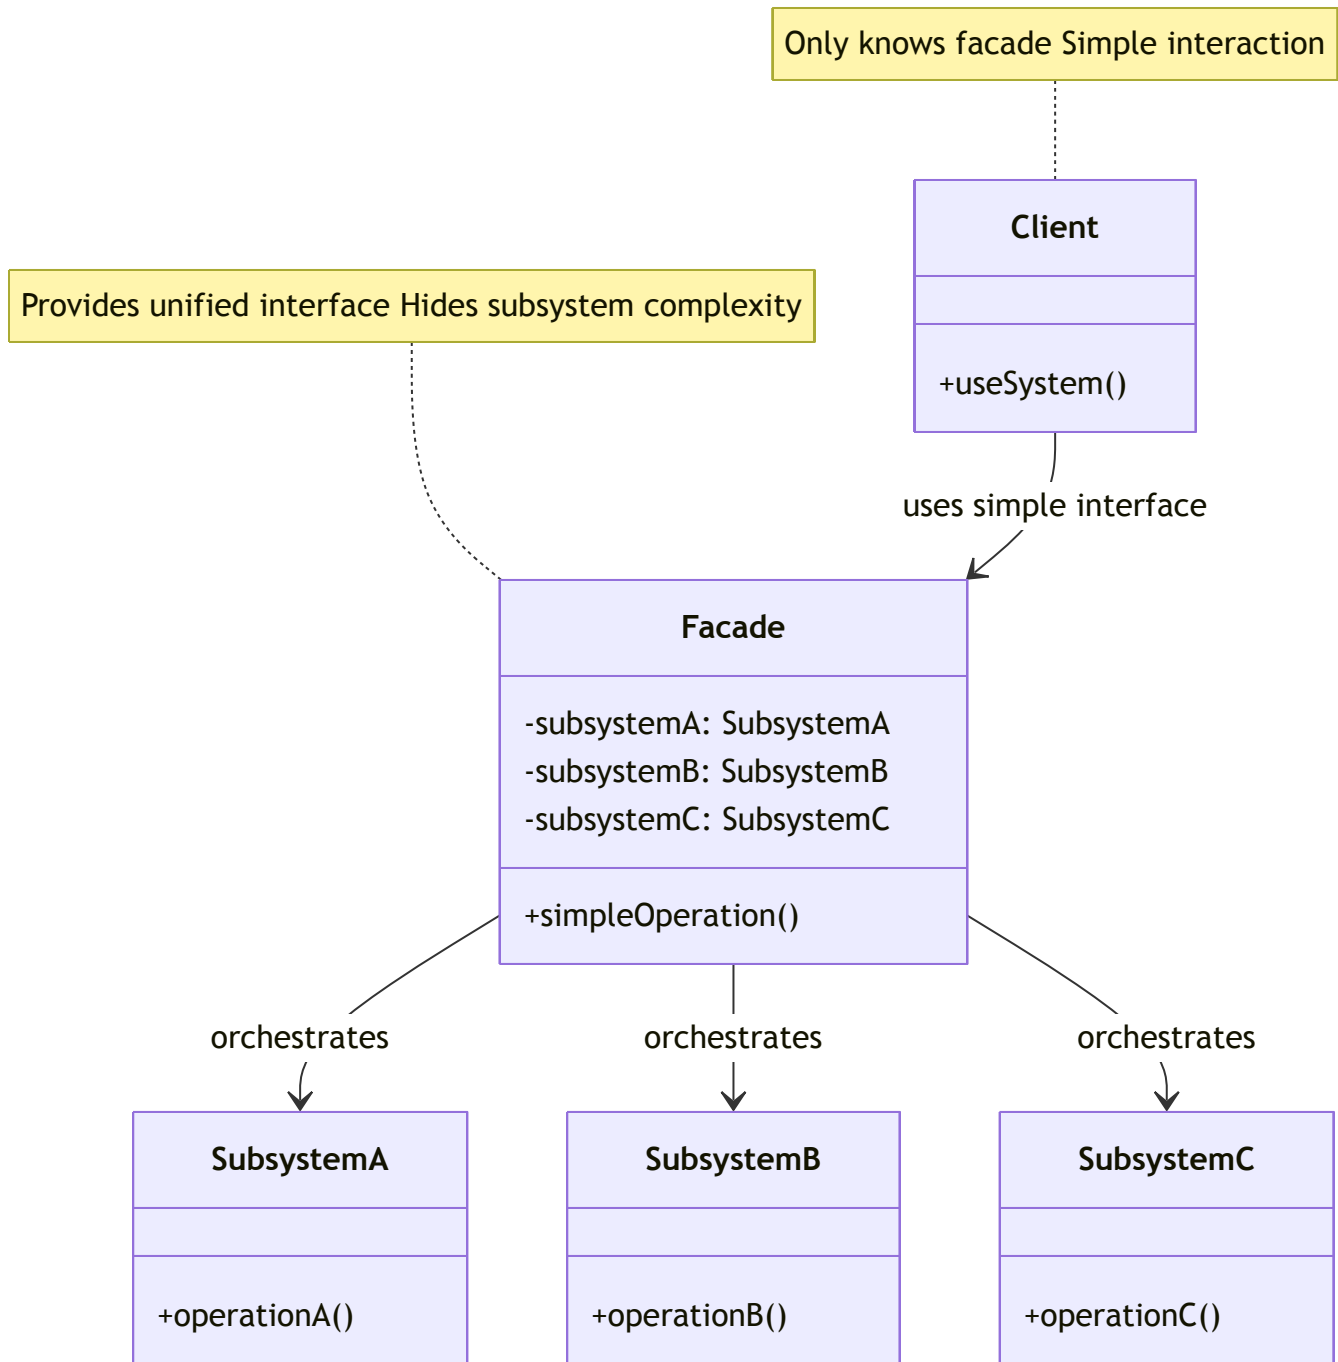 Only knows facade Simple interaction
Client
+useSystem()
Provides unified interface Hides subsystem complexity
uses simple interface
Facade
-subsystemA: SubsystemA
-subsystemB: SubsystemB
-subsystemC: SubsystemC
+simpleOperation()
orchestrates
orchestrates
orchestrates
SubsystemA
+operationA()
SubsystemB
+operationB()
SubsystemC
+operationC()